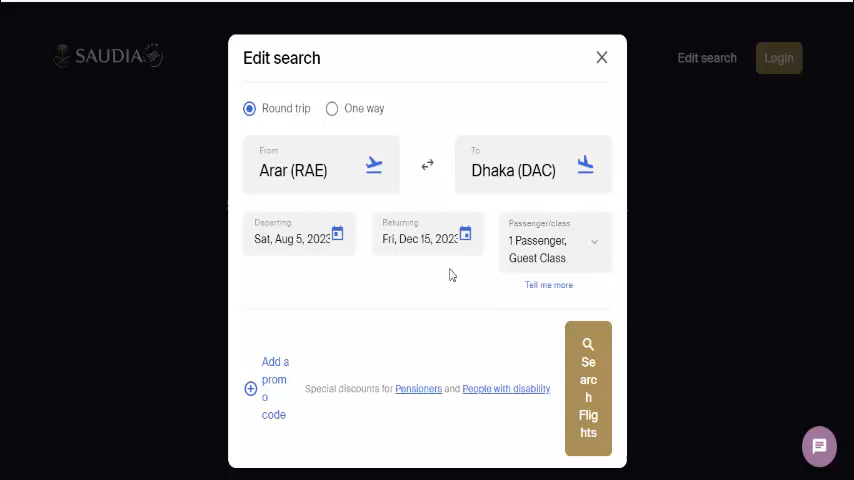 SAUDIA
Edit search
Login
Edit search
Round trip
One way
From
Arar (RAE)
To
Dhaka (DAC)
Departing
Sat, Aug 5, 2023
Returning
Fri, Dec 15, 2023
Passenger/class
1 Passenger,
Guest Class
Tell me more
Add a
prom
o
code
Special discounts for Pensioners and People with disability
Se
arc
h
Flig
hts